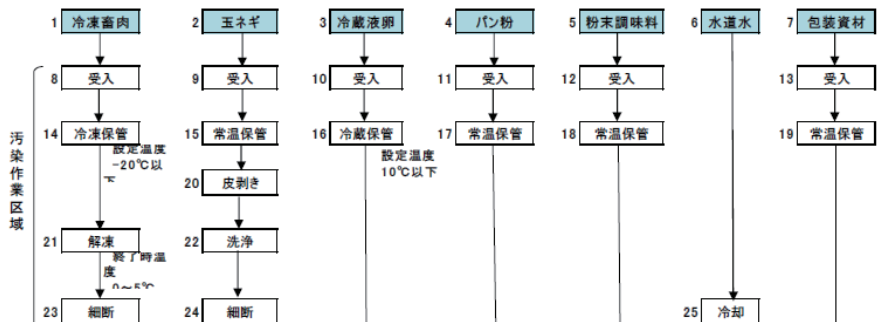 1 冷凍畜肉
2 玉ネギ
3 冷蔵液卵
4 パン粉
5 粉末調味料
6 水道水
7 包装資材
8 受入
9 受入
10 受入
11 受入
12 受入
13 受入
14 冷凍保管
15 常温保管
16 冷蔵保管
17 常温保管
18 常温保管
19 常温保管
設定温度
-20℃以
下
設定温度
10℃以下
汚染作業区域
20 皮剥き
21 解凍
22 洗浄
終了時温
度
0~5℃
23 細断
24 細断
25 冷却